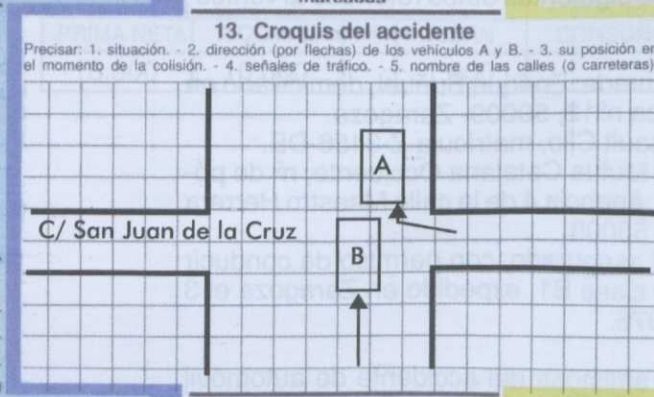 13. Croquis del accidente
Precisar: 1. situación. - 2. dirección (por flechas) de los vehículos A y B. - 3. su posición en
el momento de la colisión. - 4. señales de tráfico. - 5. nombre de las calles (o carreteras)
A
C/ San Juan de la Cruz
B